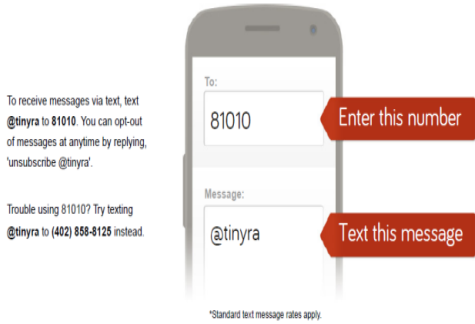 To receive messages via text, text
@tinyra to 81010. You can opt-out
of messages at anytime by replying,
'unsubscribe @tinyra'.
Trouble using 81010? Try texting
@tinyra to (402) 858-8125 instead.
To:
81010
Enter this number
Message:
@tinyra
Text this message
*Standard text message rates apply.